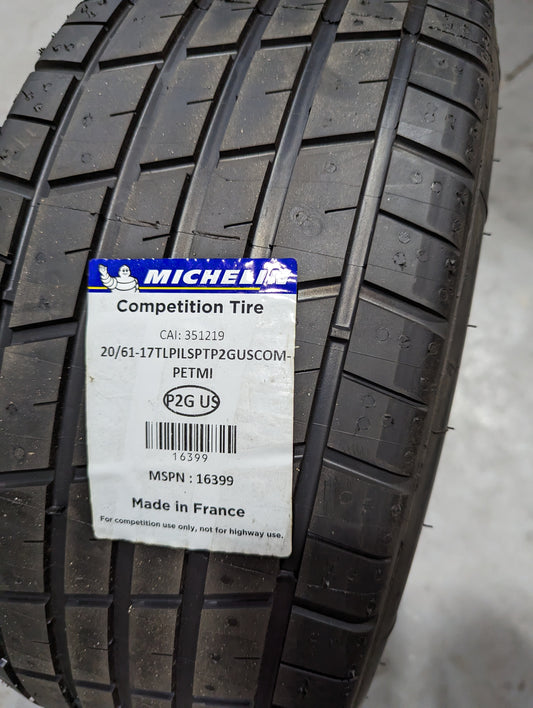 MICHELIN
Competition Tire
CAI: 351219
20/61-17TLPILSPTP2GUSCOM-
PETMI
P2G US
16399
MSPN : 16399
Made in France
For competition use only, not for highway use.